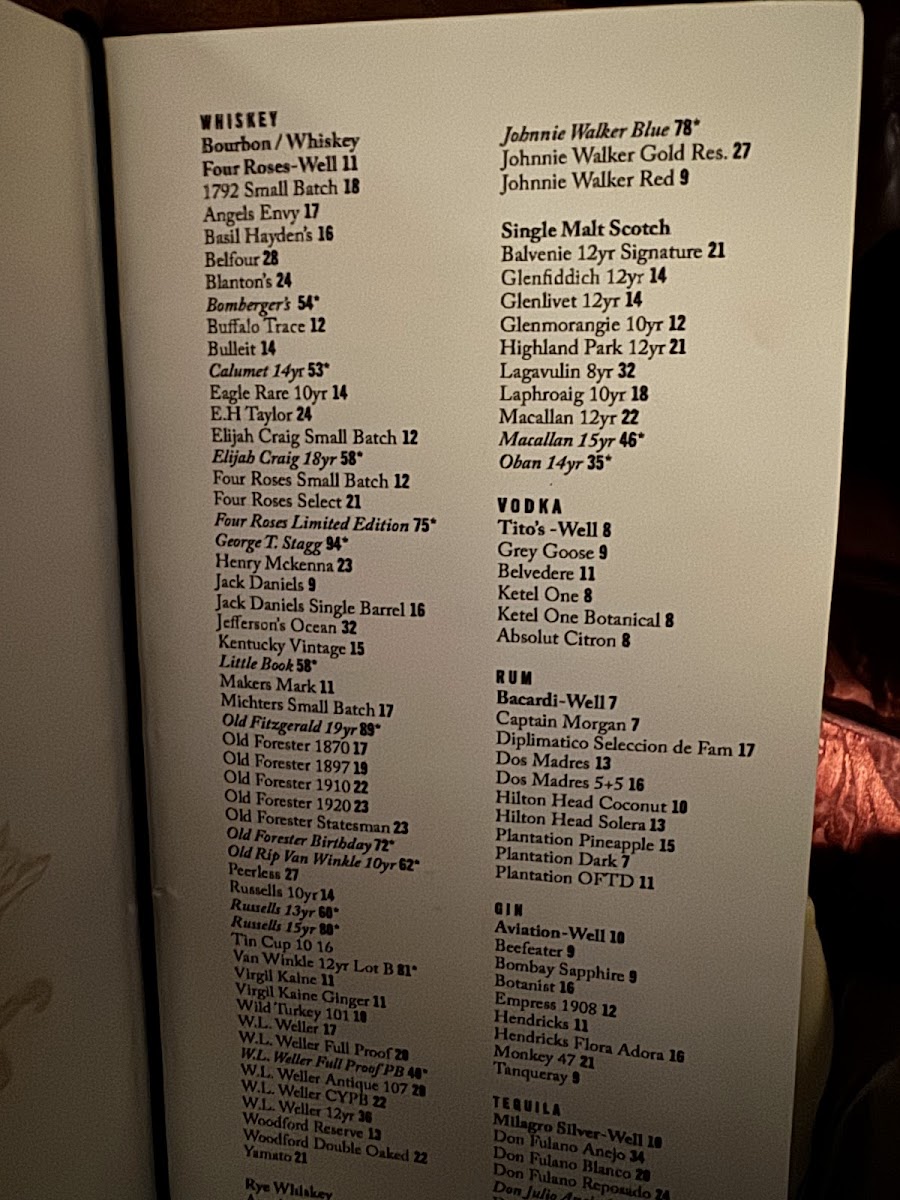 WHISKEY
Bourbon / Whiskey
Four Roses-Well 11
1792 Small Batch 18
Angels Envy 17
Basil Hayden's 16
Belfour 28
Blanton's 24
Bomberger's 54*
Buffalo Trace 12
Bulleit 14
Calumet 14yr 53*
Eagle Rare 10yr 14
E.H Taylor 24
Elijah Craig Small Batch 12
Elijah Craig 18yr 58*
Four Roses Small Batch 12
Four Roses Select 21
Four Roses Limited Edition 75*
George T. Stagg 94*
Henry Mckenna 23
Jack Daniels 9
Jack Daniels Single Barrel 16
Jefferson's Ocean 32
Kentucky Vintage 15
Little Book 58*
Makers Mark 11
Michters Small Batch 17
Old Fitzgerald 19yr 89*
Old Forester 1870 17
Old Forester 1897 19
Old Forester 1910 22
Old Forester 1920 23
Old Forester Statesman 23
Old Forester Birthday 72*
Old Rip Van Winkle 10yr 62*
Peerless 27
Russells 10yr 14
Russells 13yr 60*
Russells 15yr 80*
Tin Cup 10 16
Van Winkle 12yr Lot B 81*
Virgil Kaine 11
Virgil Kaine Ginger 11
Wild Turkey 101 10
W.L. Weller 17
W.L. Weller Full Proof 20
W.L. Weller Full Proof PB 40*
W.L. Weller Antique 107 20
W.L. Weller CYPB 22
W.L. Weller 12yr 36
Woodford Reserve 13
Woodford Double Oaked 22
Yamato 21
Rye Whiskey
Johnnie Walker Blue 78*
Johnnie Walker Gold Res. 27
Johnnie Walker Red 9
Single Malt Scotch
Balvenie 12yr Signature 21
Glenfiddich 12yr 14
Glenlivet 12yr 14
Glenmorangie 10yr 12
Highland Park 12yr 21
Lagavulin 8yr 32
Laphroaig 10yr 18
Macallan 12yr 22
Macallan 15yr 46*
Oban 14yr 35*
VODKA
Tito's -Well 8
Grey Goose 9
Belvedere 11
Ketel One 8
Ketel One Botanical 8
Absolut Citron 8
RUM
Bacardi-Well 7
Captain Morgan 7
Diplimatico Seleccion de Fam 17
Dos Madres 13
Dos Madres 5+5 16
Hilton Head Coconut 10
Hilton Head Solera 13
Plantation Pineapple 15
Plantation Dark 7
Plantation OFTD 11
GIN
Aviation-Well 10
Beefeater 9
Bombay Sapphire 9
Botanist 16
Empress 1908 12
Hendricks 11
Hendricks Flora Adora 16
Monkey 47 21
Tanqueray 9
TEQUILA
Milagro Silver-Well 10
Don Fulano Anejo 34
Don Fulano Blanco 20
Don Fulano Reposado 24
Don Julio